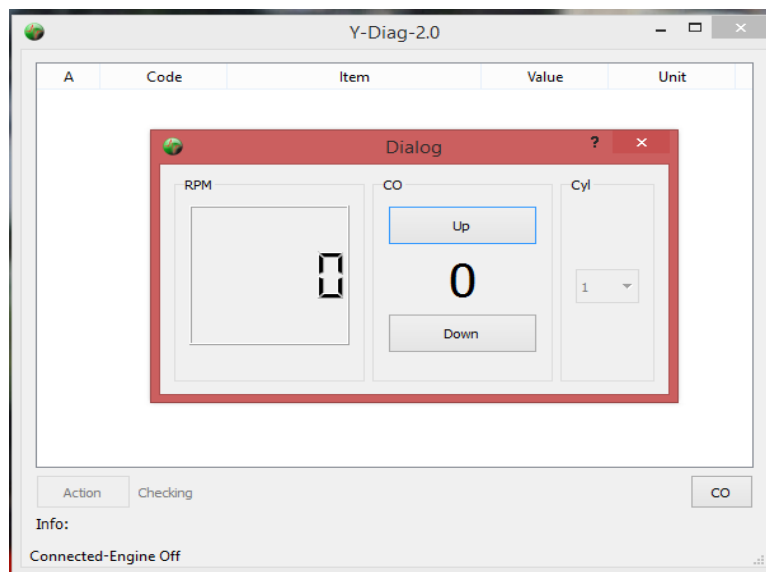 Y-Diag-2.0
A Code Item Value Unit
Dialog ?
RPM CO Cyl
Up
0 0 1
Down
Action Checking CO
Info:
Connected-Engine Off